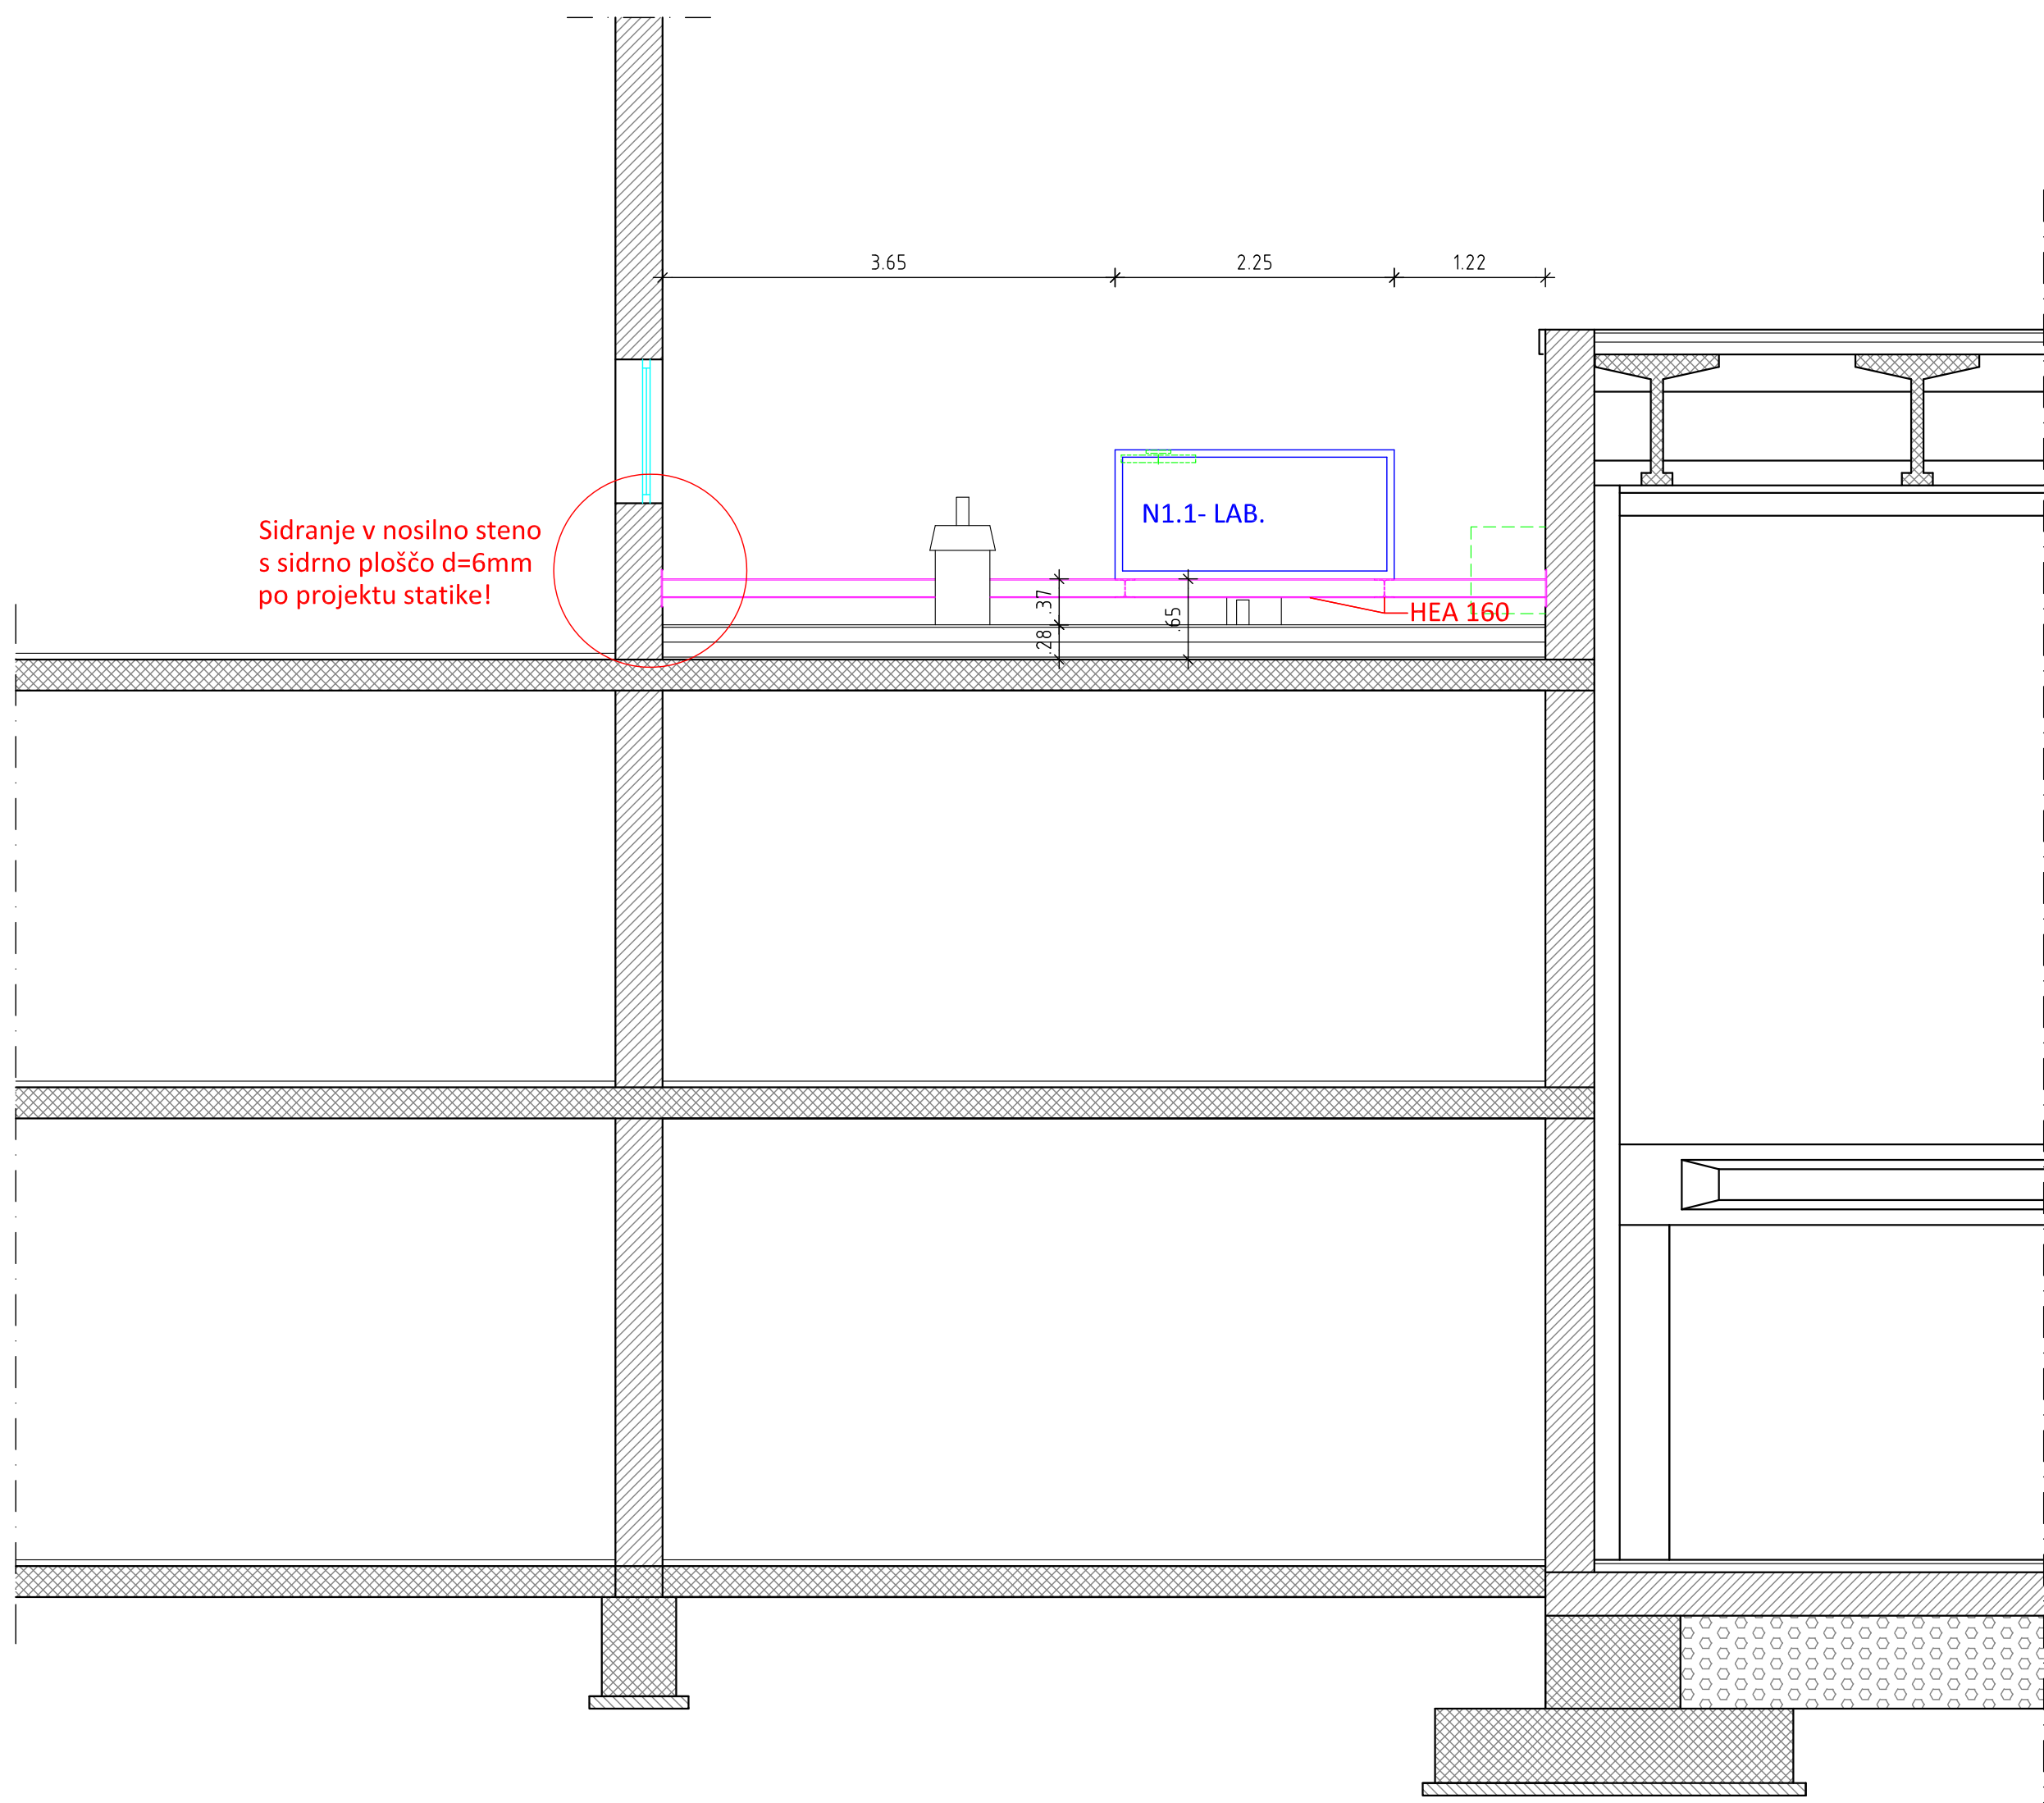 3.65 2.25 1.22
N1.1- LAB.
Sidranje v nosilno steno
s sidrno ploščo d=6mm
po projektu statike!
.37
.65
HEA 160
.28